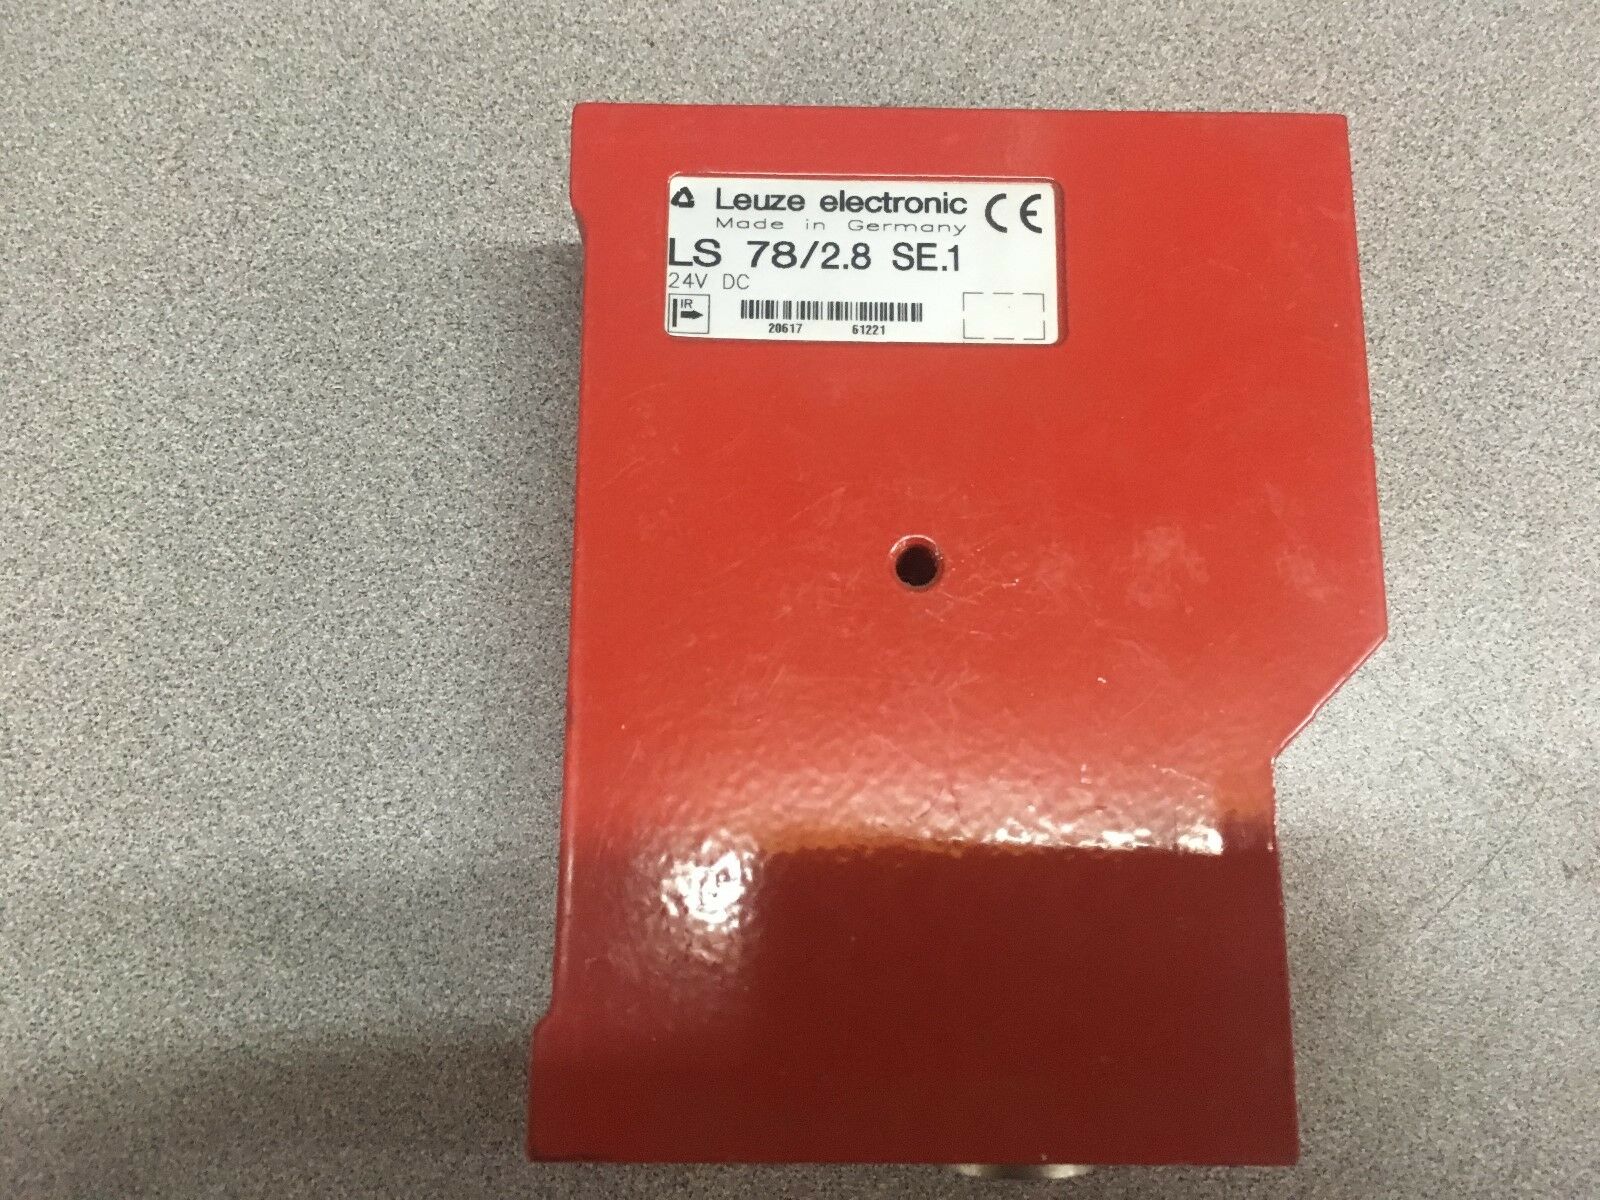 Leuze electronic CE
Made in Germany
LS 78/2.8 SE.1
24V DC
IR
20617 61221